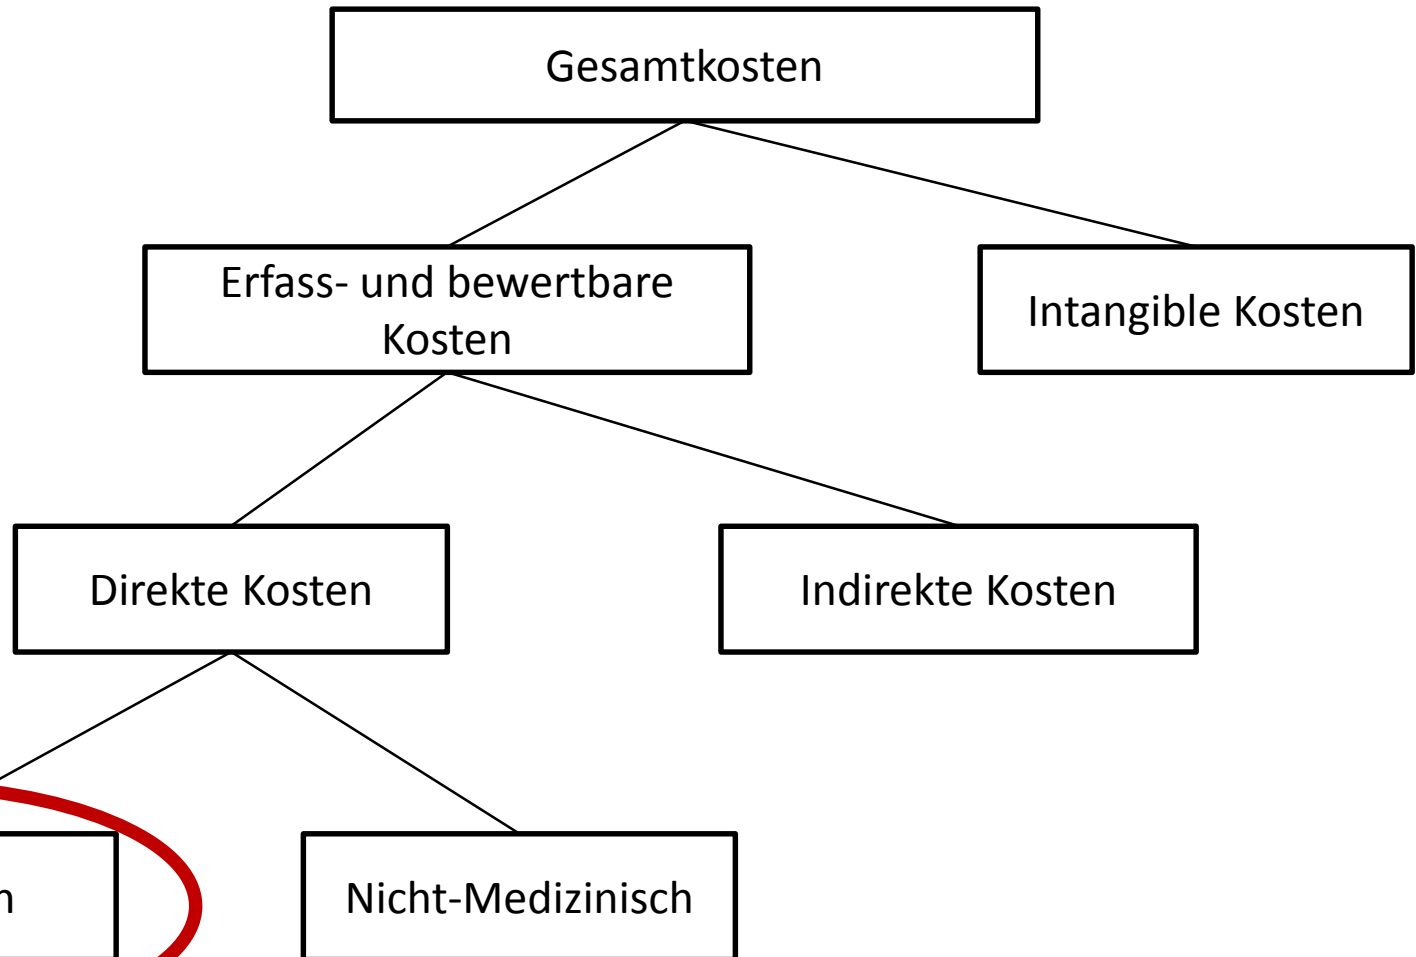 Gesamtkosten
Erfass- und bewertbare
Kosten
Intangible Kosten
Direkte Kosten
Indirekte Kosten
Nicht-Medizinisch